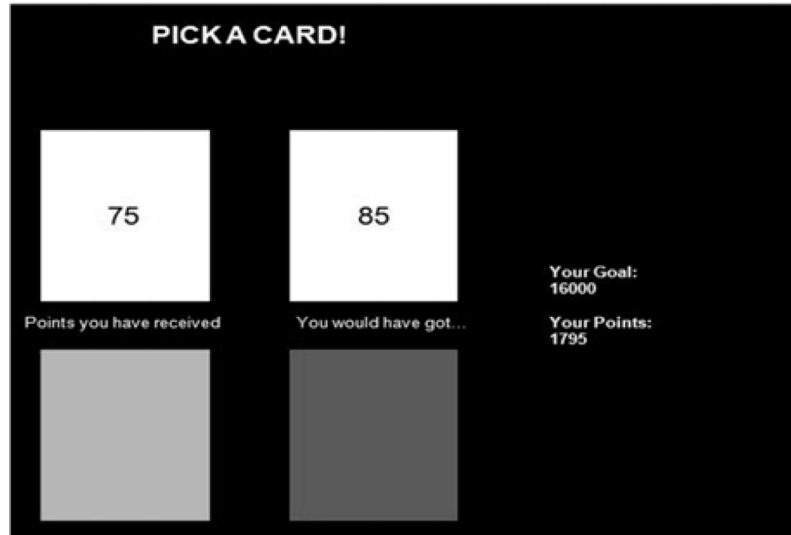 PICK A CARD!
75
85
Points you have received
You would have got...
Your Goal:
16000
Your Points:
1795